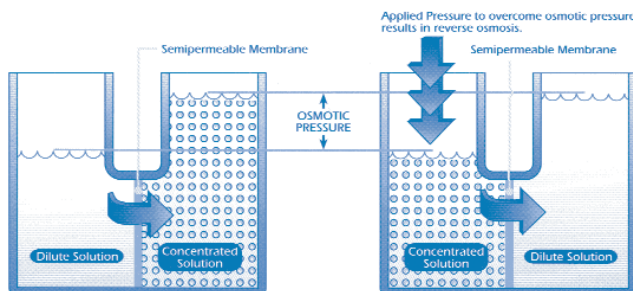 Applied Pressure to overcome osmotic pressure
results in reverse osmosis.
Semipermeable Membrane
Semipermeable Membrane
OSMOTIC
PRESSURE
Dilute Solution
Concentrated
Solution
Concentrated
Solution
Dilute Solution